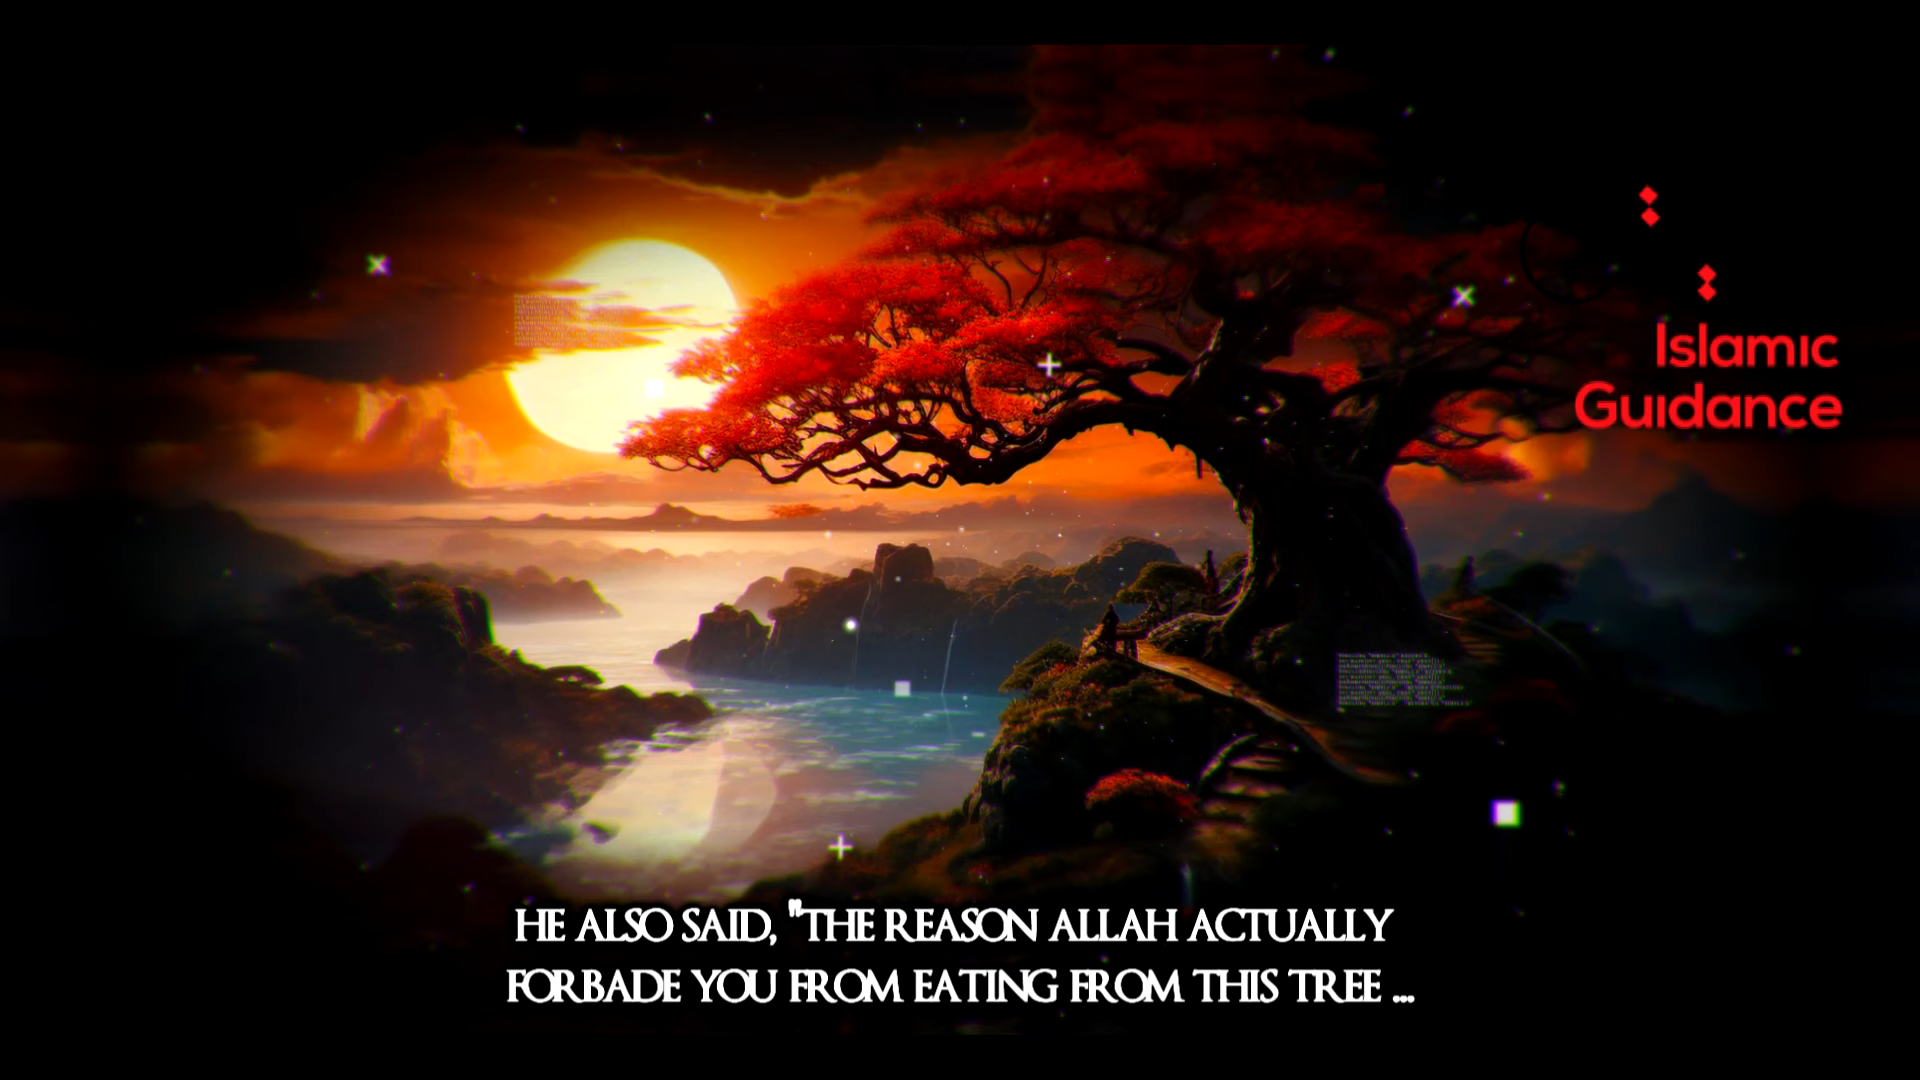 Islamic
Guidance
HE ALSO SAID, "THE REASON ALLAH ACTUALLY
FORBADE YOU FROM EATING FROM THIS TREE ...